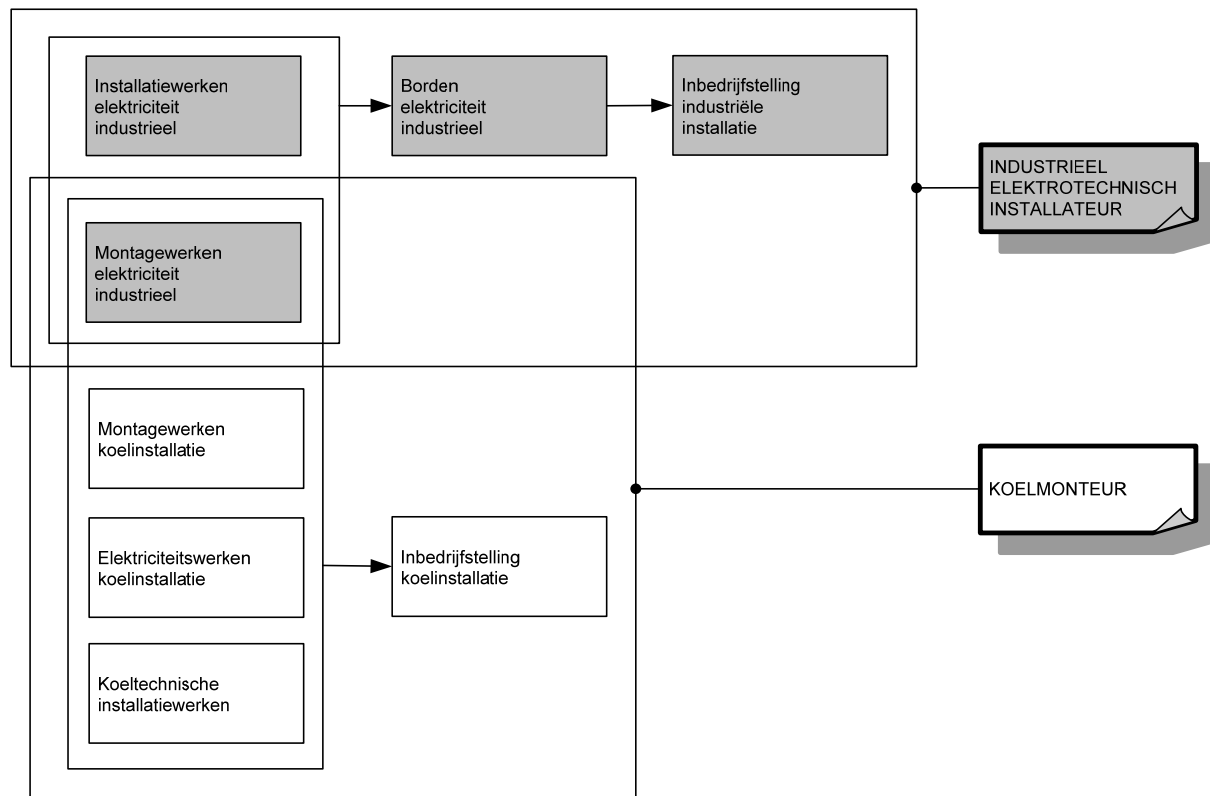 Installatiewerken
elektriciteit
industrieel
Borden
elektriciteit
industrieel
Inbedrijfstelling
industriële
installatie
INDUSTRIEEL
ELEKTROTECHNISCH
INSTALLATEUR
Montagewerken
elektriciteit
industrieel
Montagewerken
koelinstallatie
KOELMONTEUR
Elektriciteitswerken
koelinstallatie
Inbedrijfstelling
koelinstallatie
Koeltechnische
installatiewerken